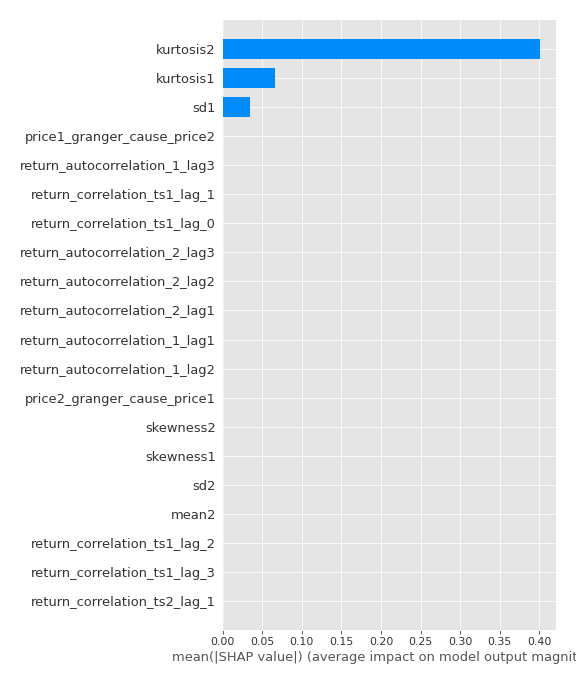 kurtosis2
kurtosis1
sd1
price1_granger_cause_price2
return_autocorrelation_1_lag3
return_correlation_ts1_lag_1
return_correlation_ts1_lag_0
return_autocorrelation_2_lag3
return_autocorrelation_2_lag2
return_autocorrelation_2_lag1
return_autocorrelation_1_lag1
return_autocorrelation_1_lag2
price2_granger_cause_price1
skewness2
skewness1
sd2
mean2
return_correlation_ts1_lag_2
return_correlation_ts1_lag_3
return_correlation_ts2_lag_1
0.00 0.05 0.10 0.15 0.20 0.25 0.30 0.35 0.40
mean(|SHAP value|) (average impact on model output magnit